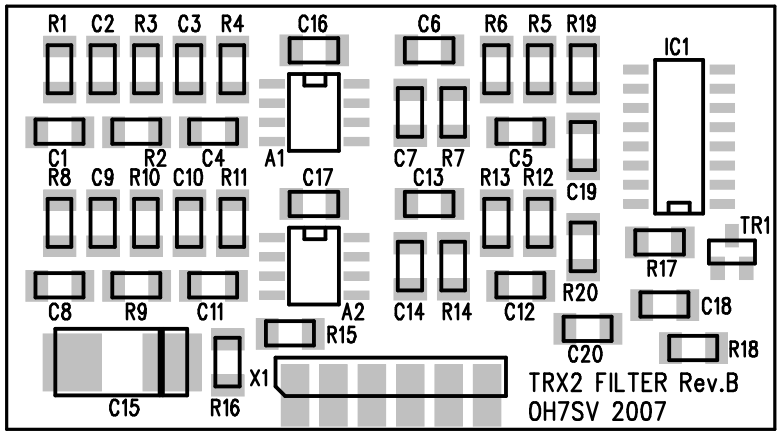 R1 C2 R3 C3 R4 C16 C6 R6 R5 R19 IC1
C1 R2 C4 A1 C7 R7 C5
R8 C9 R10 C10 R11 C17 C13 R13 R12 C19
TR1
R17
C8 R9 C11 A2 C14 R14 C12 R20
C18
R15
C20 R18
X1
C15 R16
TRX2 FILTER Rev.B
OH7SV 2007